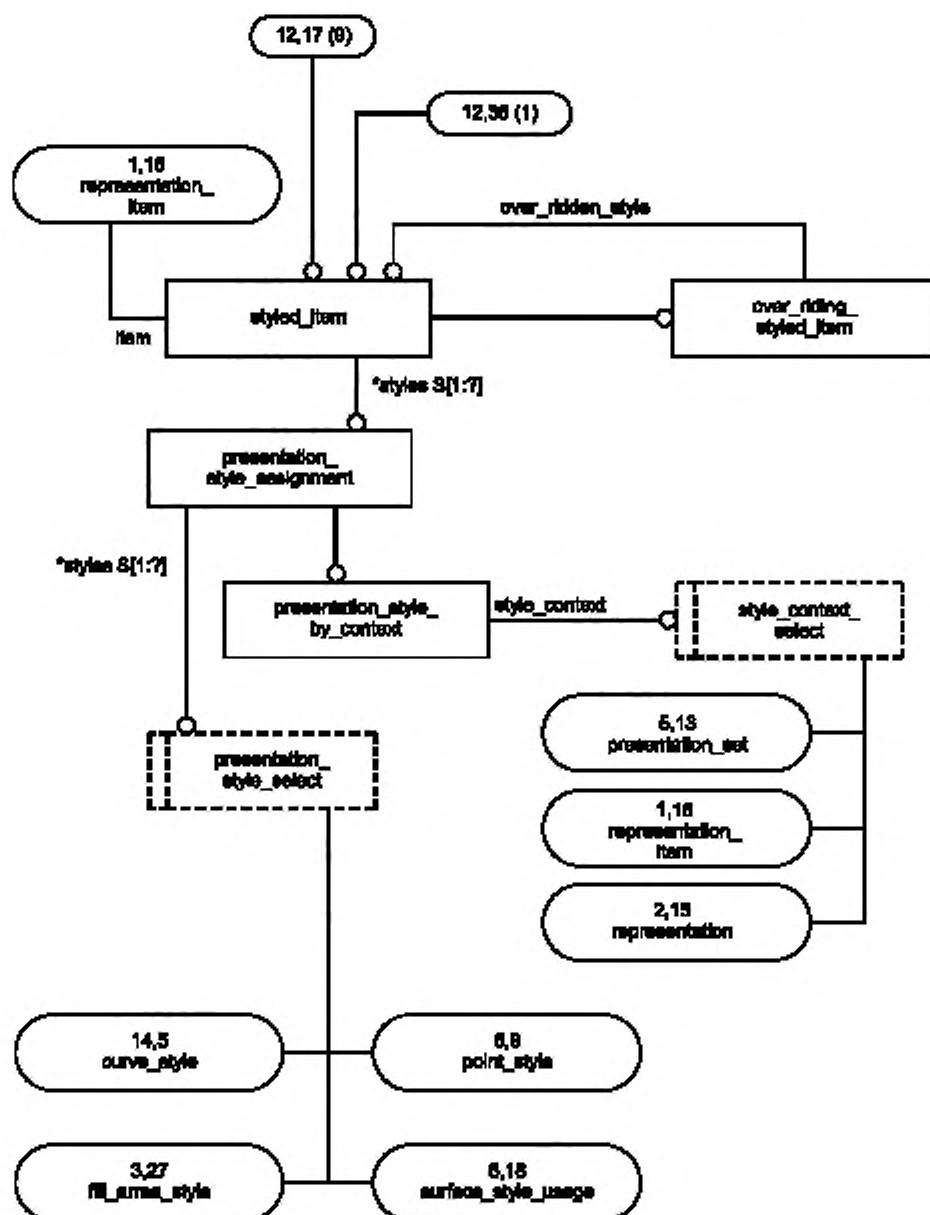 12,17 (9)
12,36 (1)
1,16
representation_
item
over_ridden_style
styled_item
over_riding_
styled_item
item
*styles S[1:?]
presentation_
style_assignment
*styles S[1:?]
presentation_style_
by_context
style_context
style_context_
select
presentation_
style_select
5,13
presentation_set
1,16
representation_
item
2,15
representation
14,5
curve_style
6,9
point_style
3,27
fill_area_style
6,18
surface_style_usage